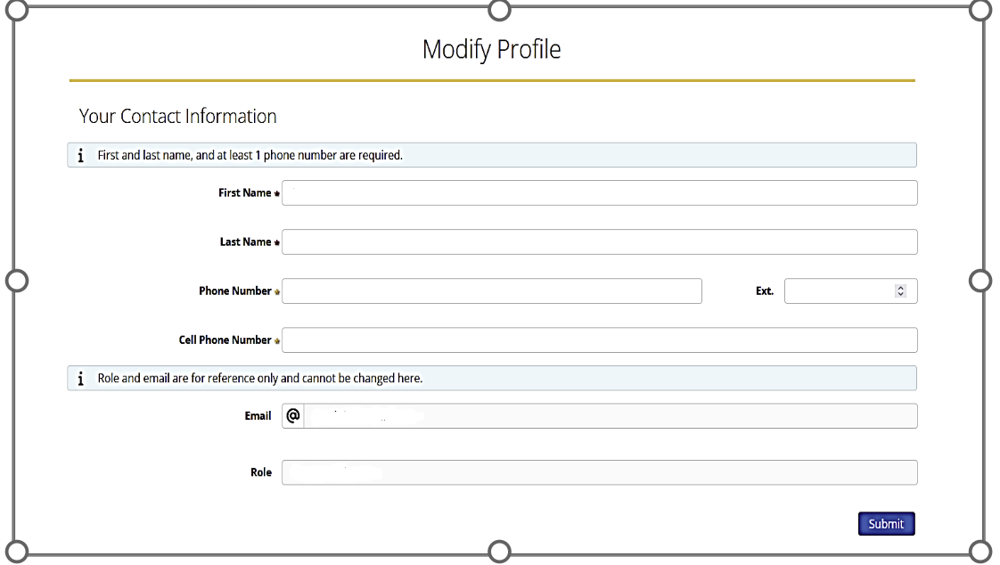 Modify Profile
Your Contact Information
i First and last name, and at least 1 phone number are required.
First Name *
Last Name *
Phone Number * Ext.
Cell Phone Number *
i Role and email are for reference only and cannot be changed here.
Email @
Role
Submit